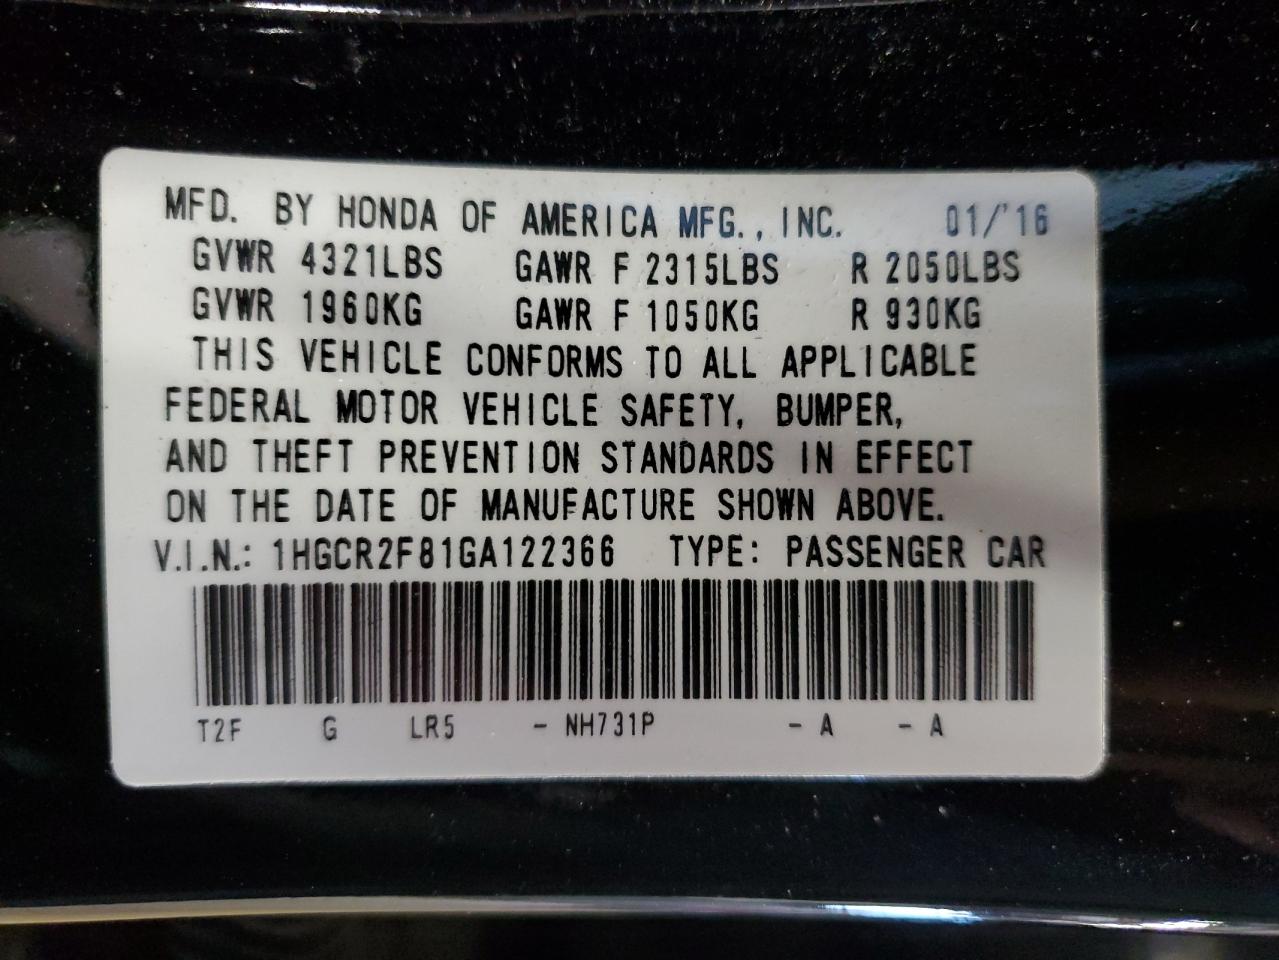 MFD. BY HONDA OF AMERICA MFG., INC. 01/'16
GVWR 4321LBS GAWR F 2315LBS R 2050LBS
GVWR 1960KG GAWR F 1050KG R 930KG
THIS VEHICLE CONFORMS TO ALL APPLICABLE
FEDERAL MOTOR VEHICLE SAFETY, BUMPER,
AND THEFT PREVENTION STANDARDS IN EFFECT
ON THE DATE OF MANUFACTURE SHOWN ABOVE.
V.I.N.: 1HGCR2F81GA122366 TYPE: PASSENGER CAR
T2F G LR5 - NH731P - A - A